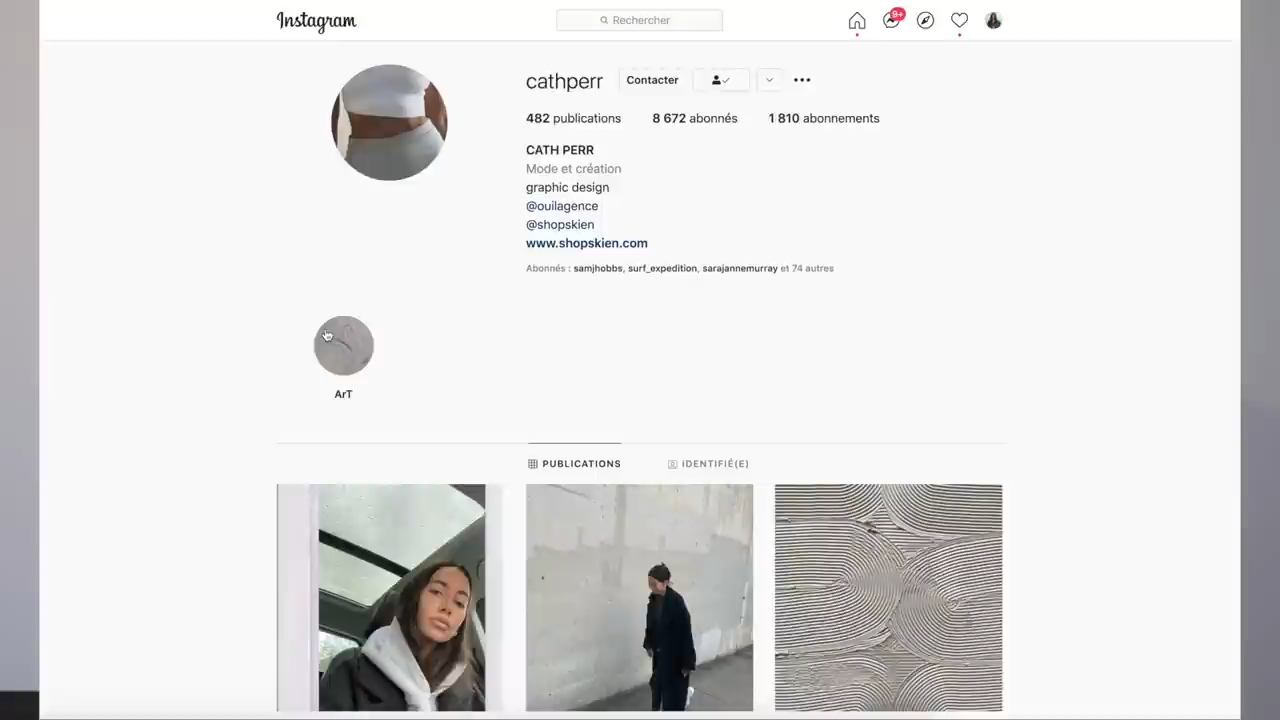 Instagram
Rechercher
9+
cathperr
Contacter
482 publications 8 672 abonnés 1 810 abonnements
CATH PERR
Mode et création
graphic design
@ouilagence
@shopskien
www.shopskien.com
Abonnés : samjhobbs, surf_expedition, sarajannemurray et 74 autres
ArT
PUBLICATIONS IDENTIFIÉ(E)